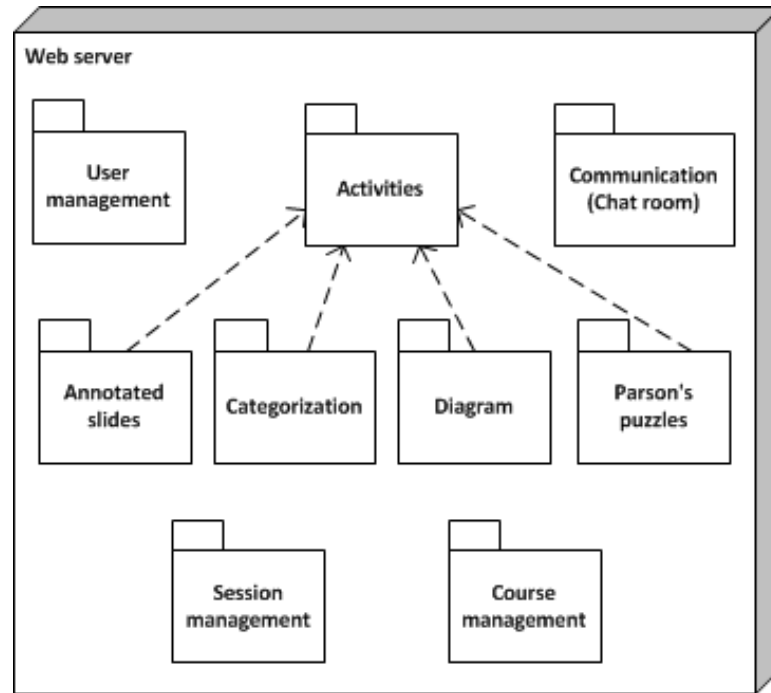 Web server
User
management
Activities
Communication
(Chat room)
Annotated
slides
Categorization
Diagram
Parson's
puzzles
Session
management
Course
management